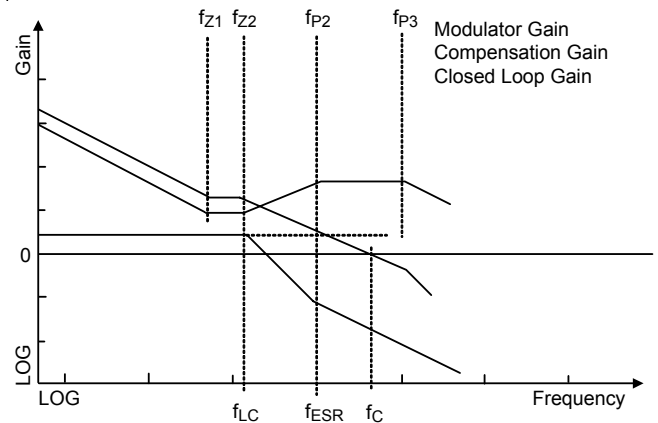 fZ1 fZ2 fP2 fP3
Modulator Gain
Compensation Gain
Closed Loop Gain
Gain
0
LOG
LOG
Frequency
fLC fESR fC